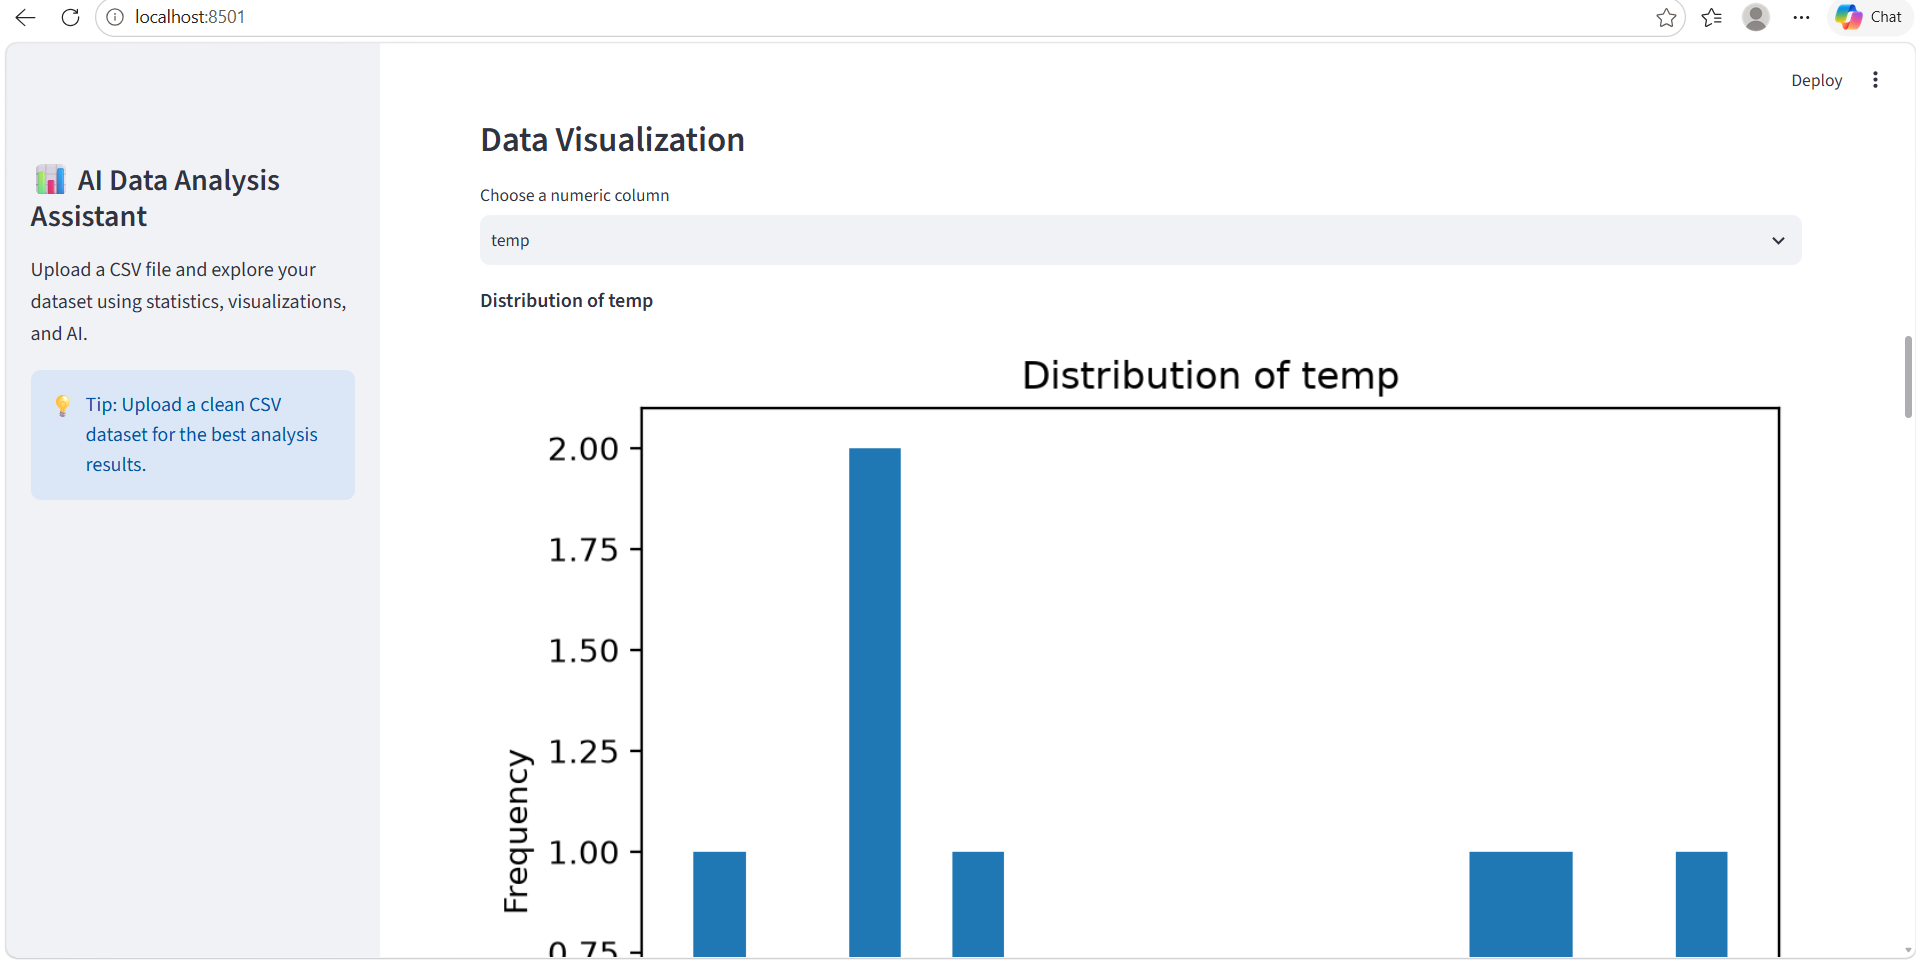 localhost:8501
Chat
Deploy
📊 AI Data Analysis
Assistant
Upload a CSV file and explore your
dataset using statistics, visualizations,
and AI.
💡 Tip: Upload a clean CSV
dataset for the best analysis
results.
Data Visualization
Choose a numeric column
temp
Distribution of temp
Distribution of temp
2.00
1.75
1.50
1.25
1.00
0.75
Frequency